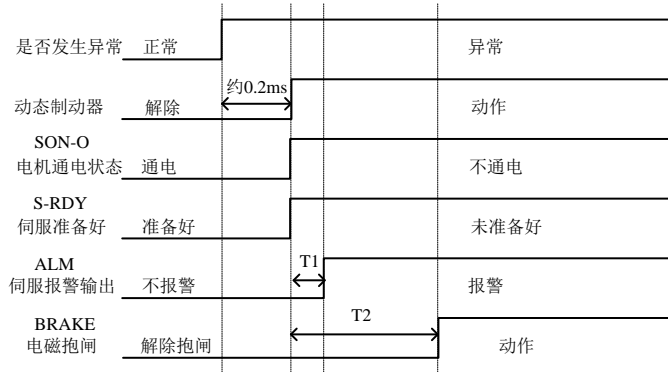 是否发生异常 正常 异常
约0.2ms
动态制动器 解除 动作
SON-O
电机通电状态 通电 不通电
S-RDY
伺服准备好 准备好 未准备好
T1
ALM
伺服报警输出 不报警 报警
T2
BRAKE
电磁抱闸 解除抱闸 动作